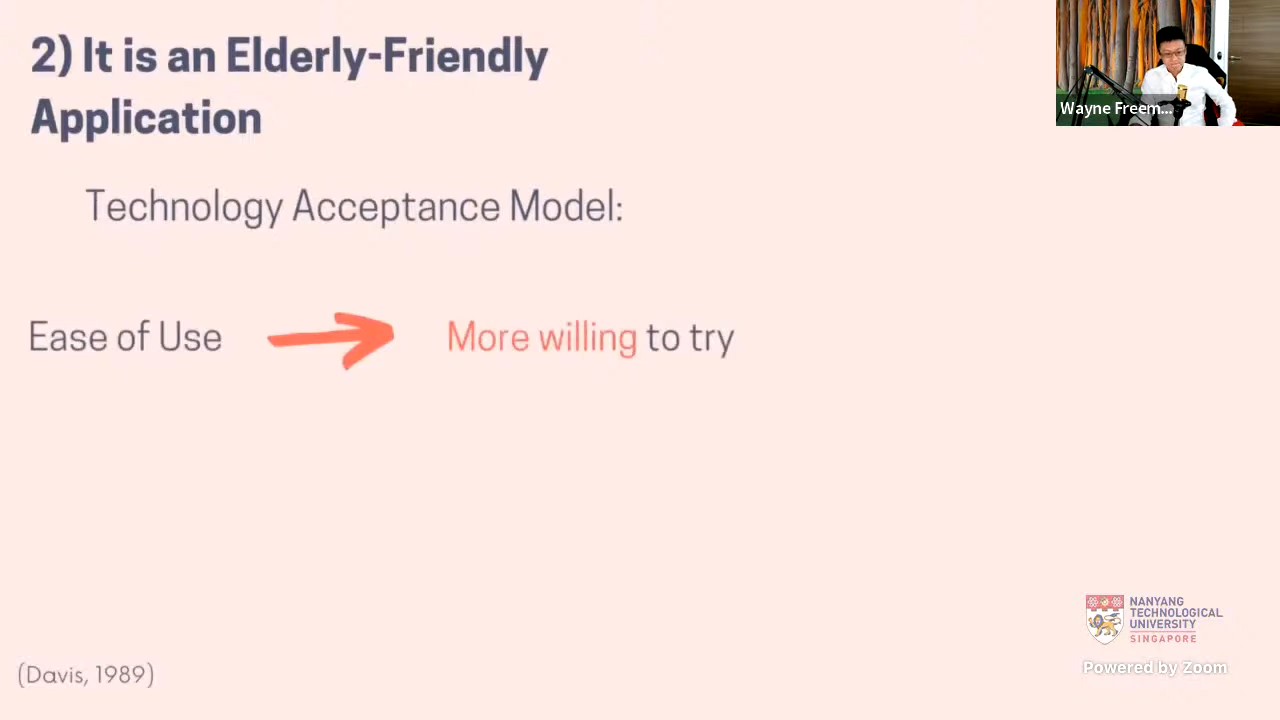 2) It is an Elderly-Friendly
Application
Wayne Freem...
Technology Acceptance Model:
Ease of Use
More willing to try
NANYANG
TECHNOLOGICAL
UNIVERSITY
SINGAPORE
Powered by Zoom
(Davis, 1989)